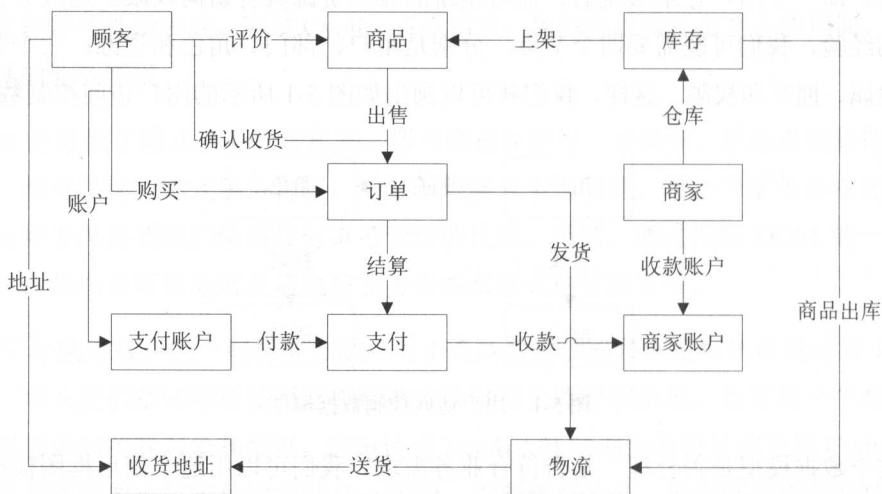 顾客
评价
商品
上架
库存
出售
仓库
确认收货
账户
购买
订单
商家
地址
结算
发货
收款账户
商品出库
支付账户
付款
支付
收款
商家账户
收货地址
送货
物流